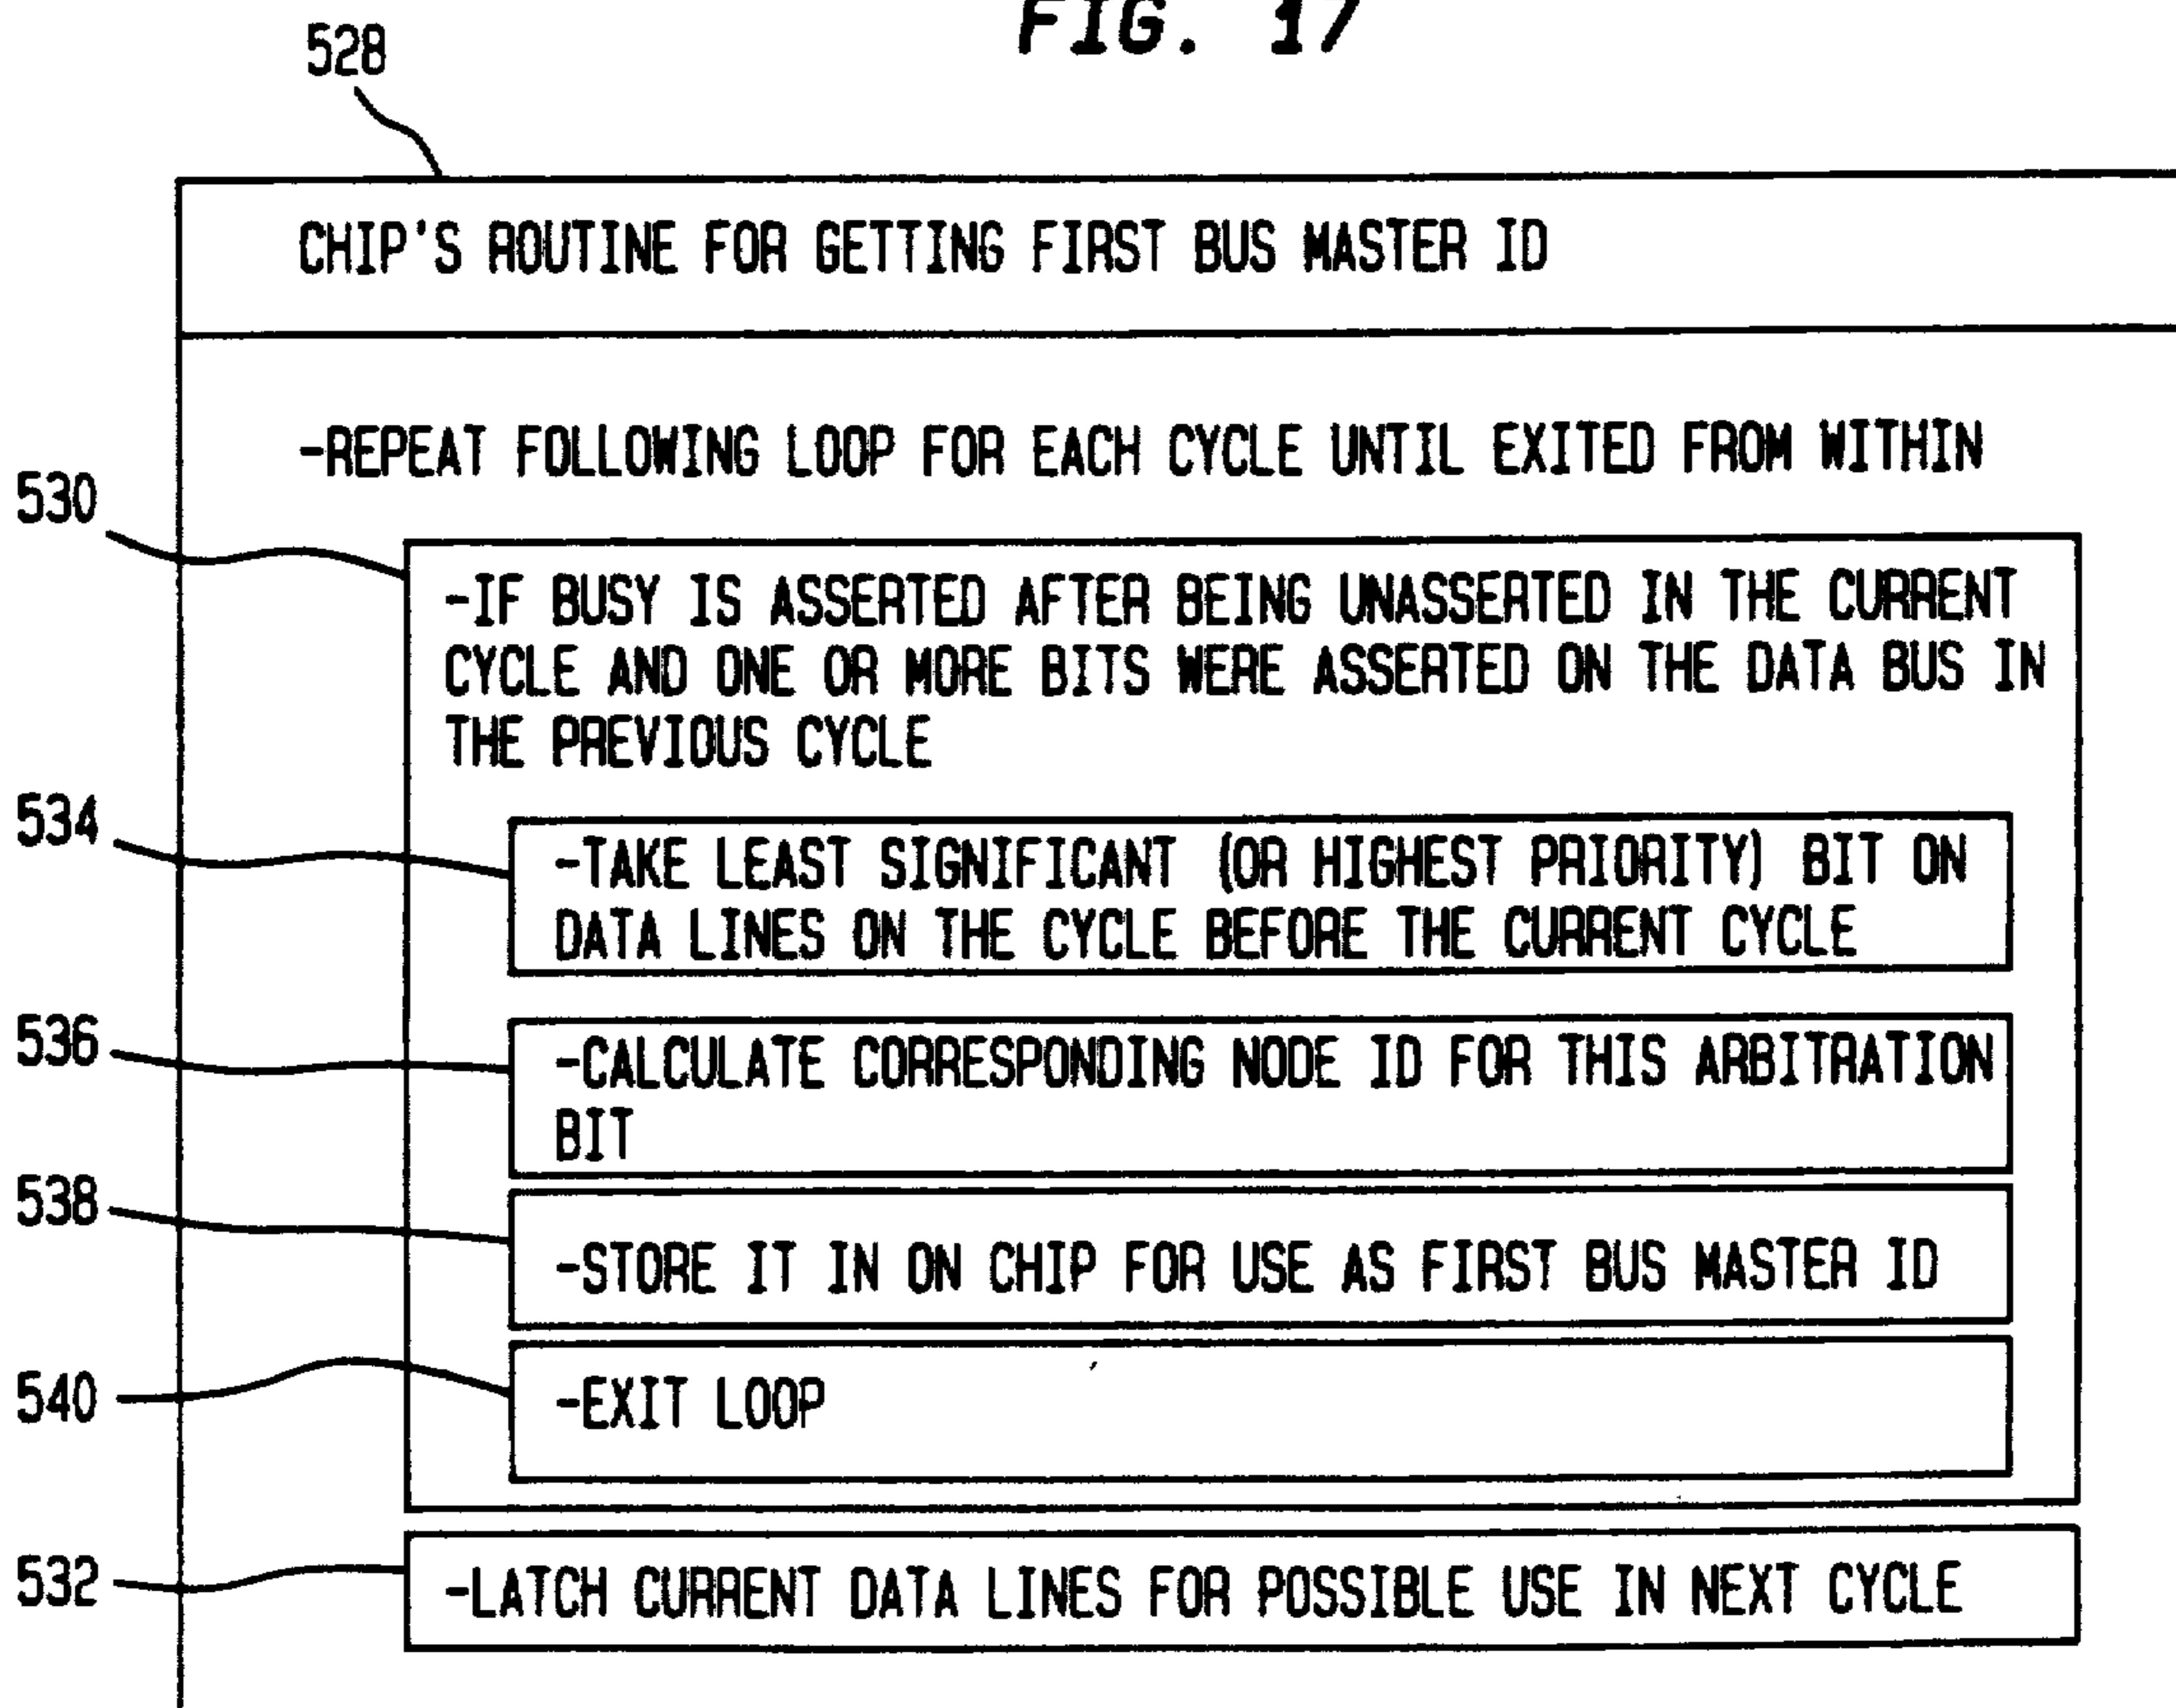 FIG. 17
528
CHIP'S ROUTINE FOR GETTING FIRST BUS MASTER ID
-REPEAT FOLLOWING LOOP FOR EACH CYCLE UNTIL EXITED FROM WITHIN
530
-IF BUSY IS ASSERTED AFTER BEING UNASSERTED IN THE CURRENT
CYCLE AND ONE OR MORE BITS WERE ASSERTED ON THE DATA BUS IN
THE PREVIOUS CYCLE
534
-TAKE LEAST SIGNIFICANT (OR HIGHEST PRIORITY) BIT ON
DATA LINES ON THE CYCLE BEFORE THE CURRENT CYCLE
536
-CALCULATE CORRESPONDING NODE ID FOR THIS ARBITRATION
BIT
538
-STORE IT IN ON CHIP FOR USE AS FIRST BUS MASTER ID
540
-EXIT LOOP
532
-LATCH CURRENT DATA LINES FOR POSSIBLE USE IN NEXT CYCLE